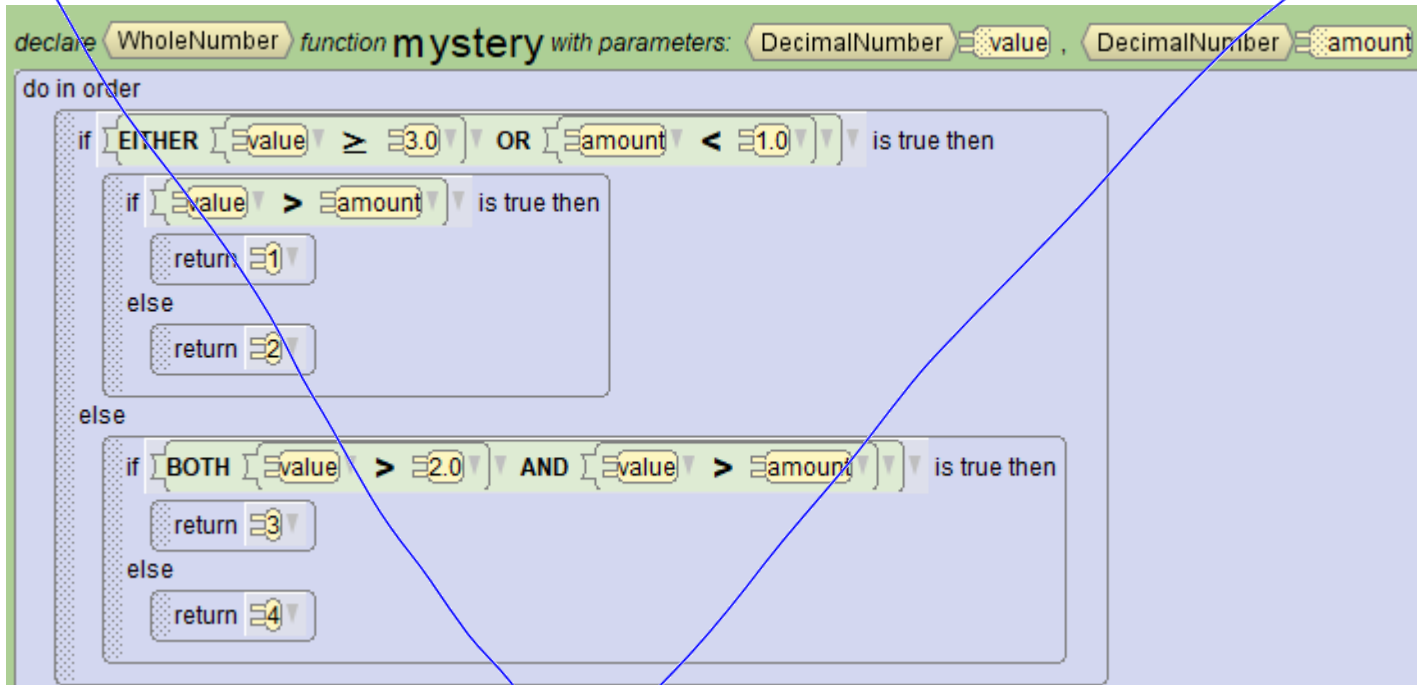 declare WholeNumber function mystery with parameters: DecimalNumber value , DecimalNumber amount
do in order
if EITHER value ≥ 3.0 OR amount < 1.0 is true then
if value > amount is true then
return 1
else
return 2
else
if BOTH value > 2.0 AND value > amount is true then
return 3
else
return 4